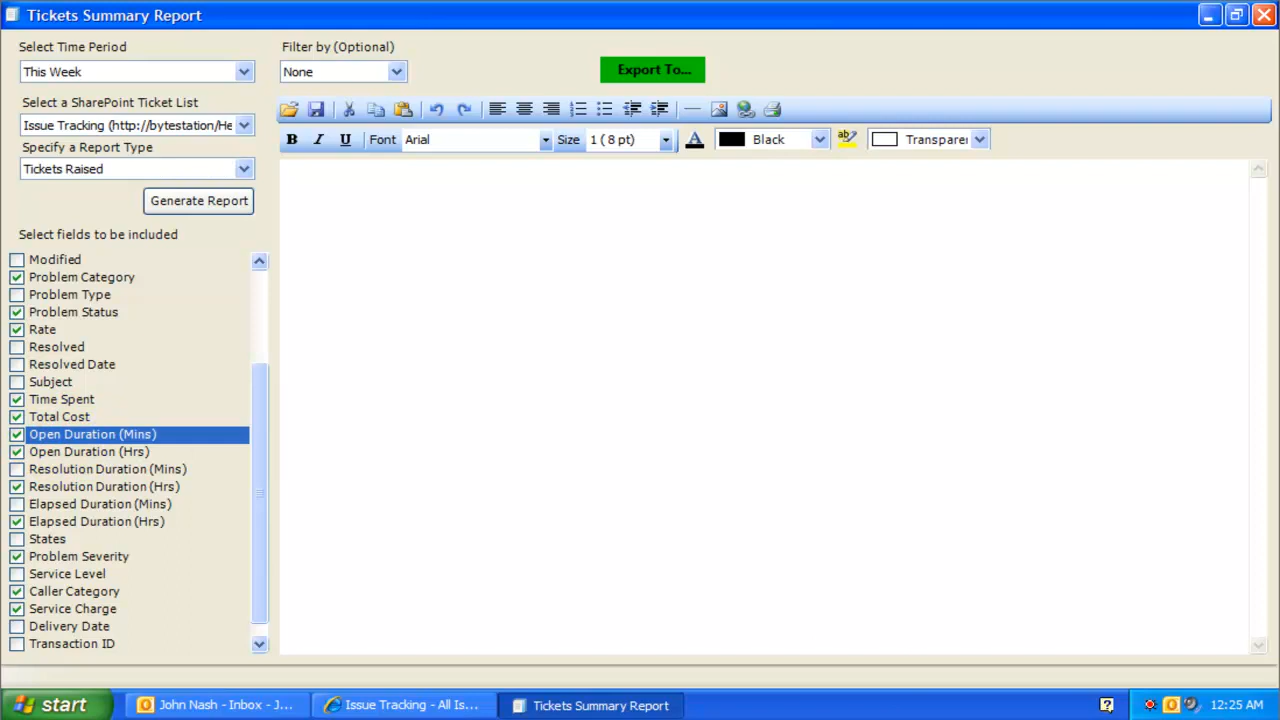 Tickets Summary Report
Select Time Period
This Week
Select a SharePoint Ticket List
Issue Tracking (http://bytestation/He
Specify a Report Type
Tickets Raised
Generate Report
Select fields to be included
Modified
Problem Category
Problem Type
Problem Status
Rate
Resolved
Resolved Date
Subject
Time Spent
Total Cost
Open Duration (Mins)
Open Duration (Hrs)
Resolution Duration (Mins)
Resolution Duration (Hrs)
Elapsed Duration (Mins)
Elapsed Duration (Hrs)
States
Problem Severity
Service Level
Caller Category
Service Charge
Delivery Date
Transaction ID
Filter by (Optional)
None
Export To...
B I U Font Arial Size 1 ( 8 pt) A Black ab Transparen
start John Nash - Inbox - J... Issue Tracking - All Is... Tickets Summary Report 12:25 AM